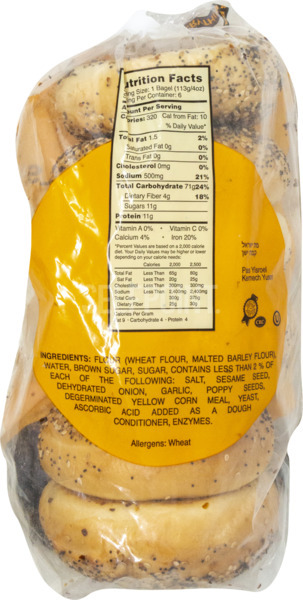 trition Facts
ing Size: 1 Bagel (113g/4oz)
ing Per Container: 6
Amount Per Serving
Calories: 320 Cal from Fat: 10
% Daily Value*
Total Fat 1.5 2%
Saturated Fat 0g 0%
Trans Fat 0g 0%
Cholesterol 0mg 0%
Sodium 500mg 21%
Total Carbohydrate 71g 24%
Dietary Fiber 4g 18%
Sugars 11g
Protein 11g
Vitamin A 0% • Vitamin C 0%
Calcium 4% • Iron 20%
*Percent Values are based on a 2,000 calorie
diet. Your Daily Values may be higher or lower
depending on your calorie needs:
Calories 2,000 2,500
Total Fat Less Than 65g 80g
Sat Fat Less Than 20g 25g
Cholesterol Less Than 300mg 300mg
Sodium Less Than 2,400mg 2,400mg
Total Carb 300g 375g
Dietary Fiber 25g 30g
Calories Per Gram:
Fat 9 • Carbohydrate 4 • Protein 4
Pas Yisroel
Kemach Yoshon
INGREDIENTS: FLOUR (WHEAT FLOUR, MALTED BARLEY FLOUR),
WATER, BROWN SUGAR, SUGAR, CONTAINS LESS THAN 2 % OF
EACH OF THE FOLLOWING: SALT, SESAME SEED,
DEHYDRATED ONION, GARLIC, POPPY SEEDS,
DEGERMINATED YELLOW CORN MEAL, YEAST,
ASCORBIC ACID ADDED AS A DOUGH
CONDITIONER, ENZYMES.
Allergens: Wheat